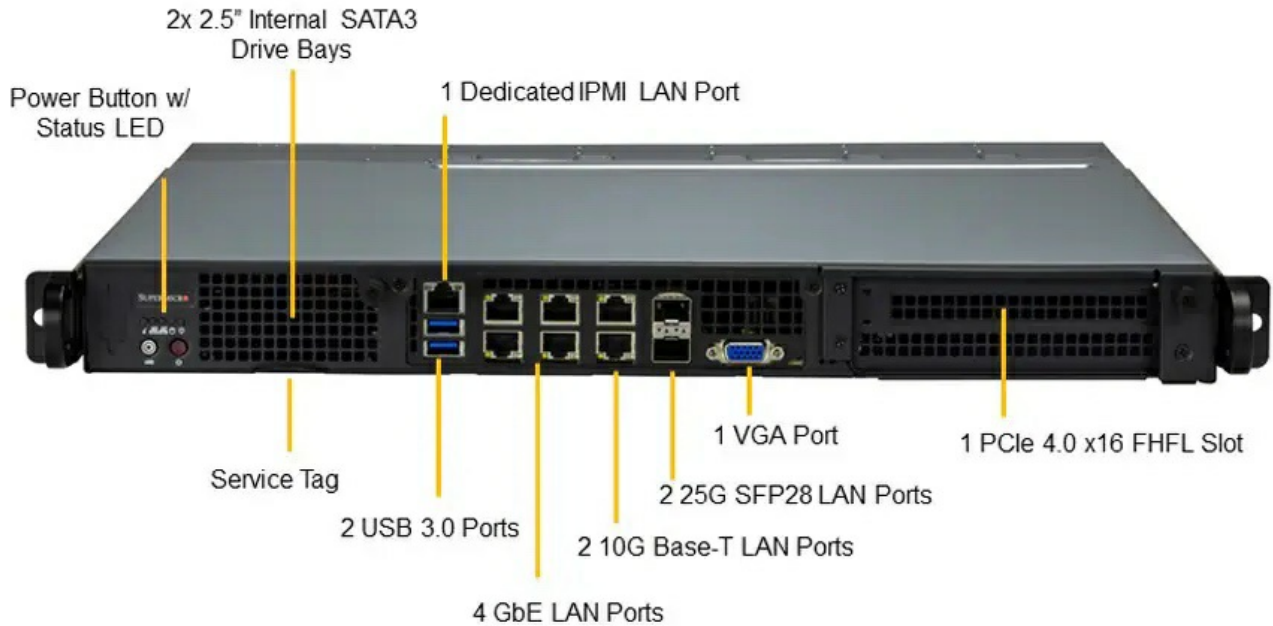 2x 2.5" Internal SATA3
Drive Bays
Power Button w/
Status LED
1 Dedicated IPMI LAN Port
SUPERMICRO
1 VGA Port
1 PCIe 4.0 x16 FHFL Slot
Service Tag
2 25G SFP28 LAN Ports
2 USB 3.0 Ports
2 10G Base-T LAN Ports
4 GbE LAN Ports